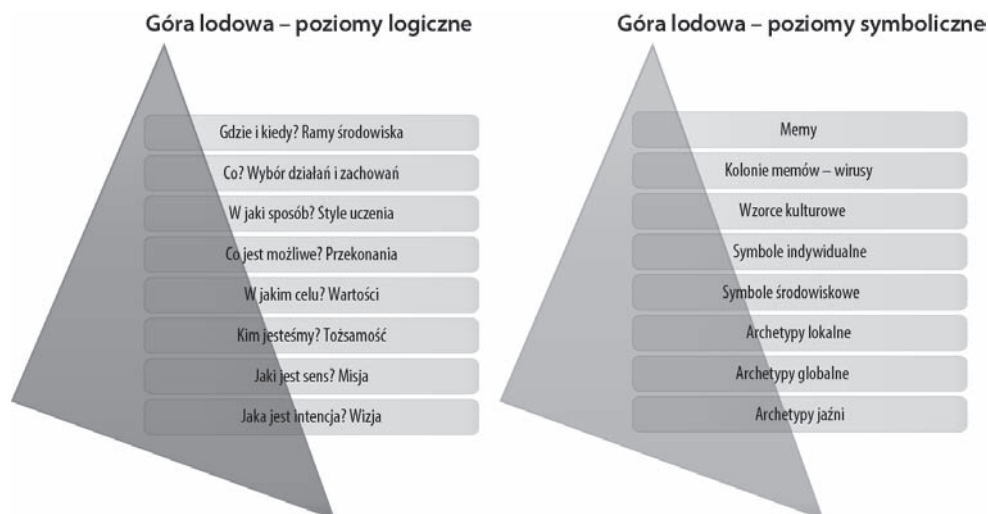 Góra lodowa – poziomy logiczne
Gdzie i kiedy? Ramy środowiska
Co? Wybór działań i zachowań
W jaki sposób? Style uczenia
Co jest możliwe? Przekonania
W jakim celu? Wartości
Kim jesteśmy? Tożsamość
Jaki jest sens? Misja
Jaka jest intencja? Wizja
Góra lodowa – poziomy symboliczne
Memy
Kolonie memów – wirusy
Wzorce kulturowe
Symbole indywidualne
Symbole środowiskowe
Archetypy lokalne
Archetypy globalne
Archetypy jaźni